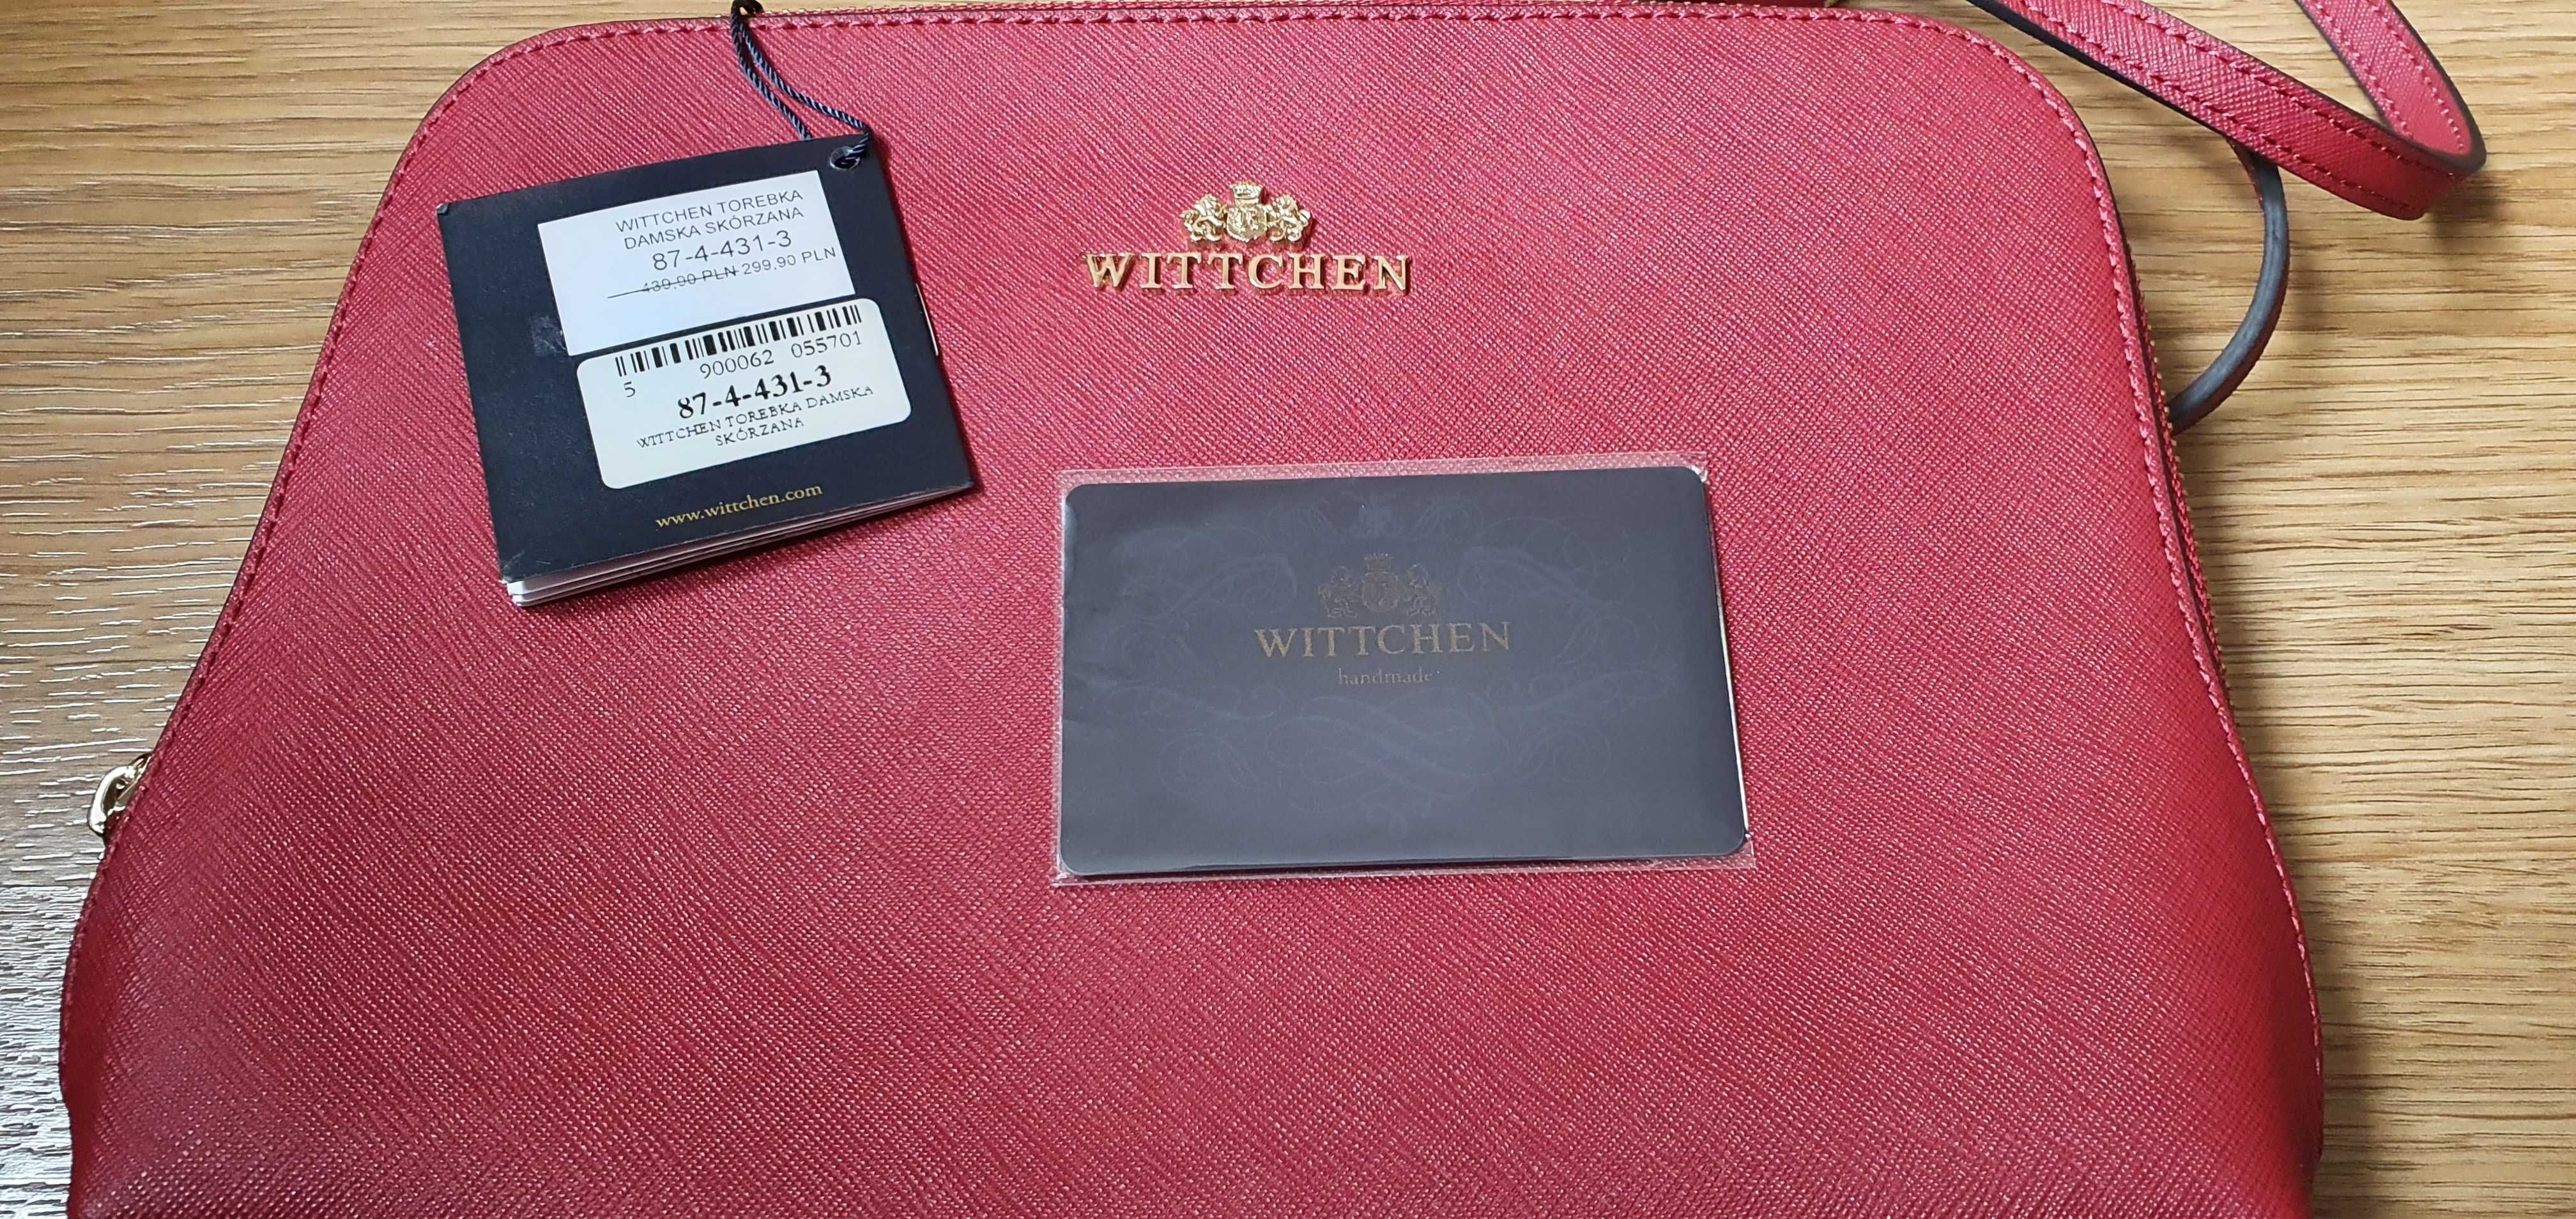 WITTCHEN TOREBKA
DAMSKA SKÓRZANA
87-4-431-3
439,90 PLN 299,90 PLN
5 900062 055701
87-4-431-3
WITTCHEN TOREBKA DAMSKA
SKÓRZANA
www.wittchen.com
WITTCHEN
WITTCHEN
handmade